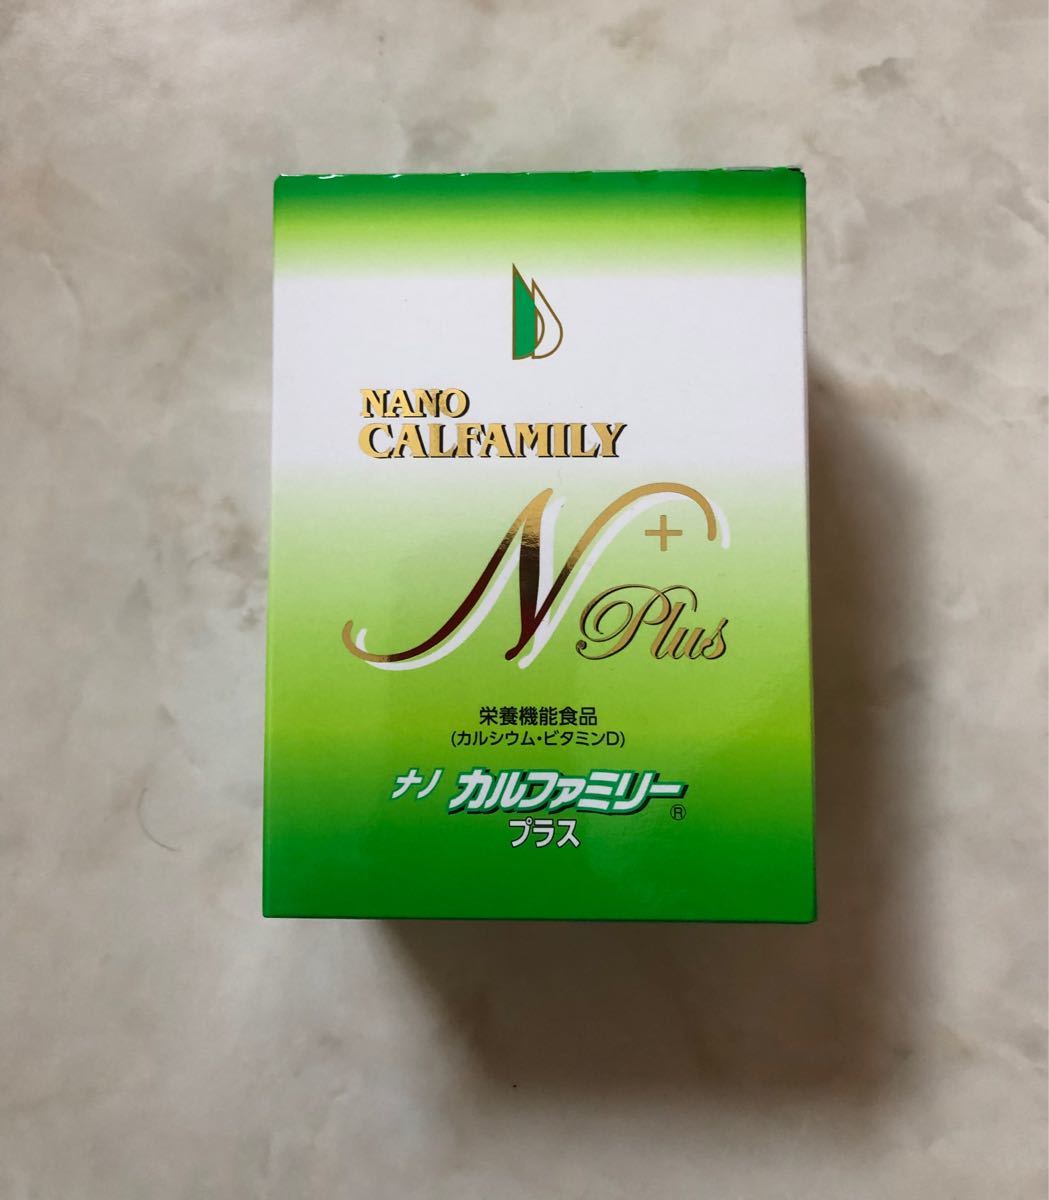 NANO
CALFAMILY
N+
Plus
栄養機能食品
(カルシウム・ビタミンD)
ナノ カルファミリー®
プラス